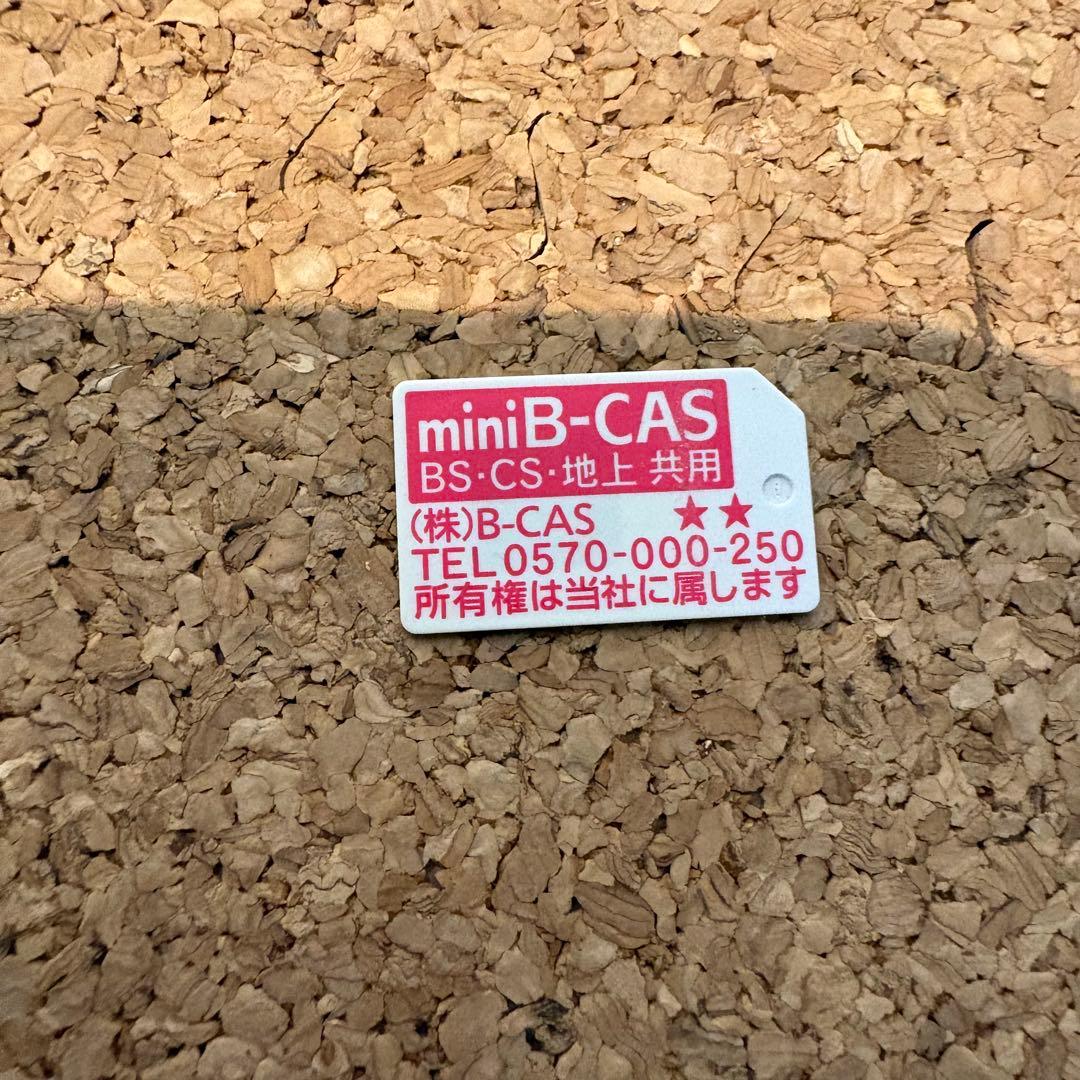 miniB-CAS
BS・CS・地上 共用
(株)B-CAS ★★
TEL 0570-000-250
所有権は当社に属します